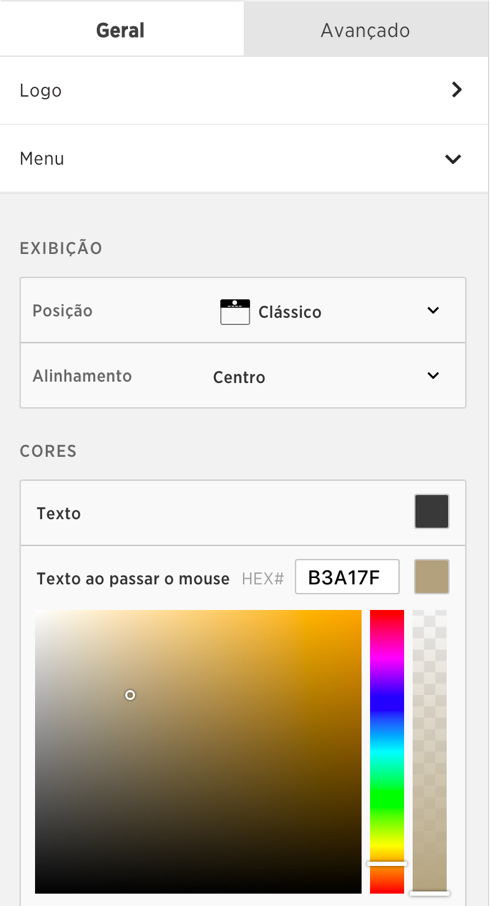 Geral
Avançado
Logo
Menu
EXIBIÇÃO
Posição Clássico
Alinhamento Centro
CORES
Texto
Texto ao passar o mouse HEX# B3A17F